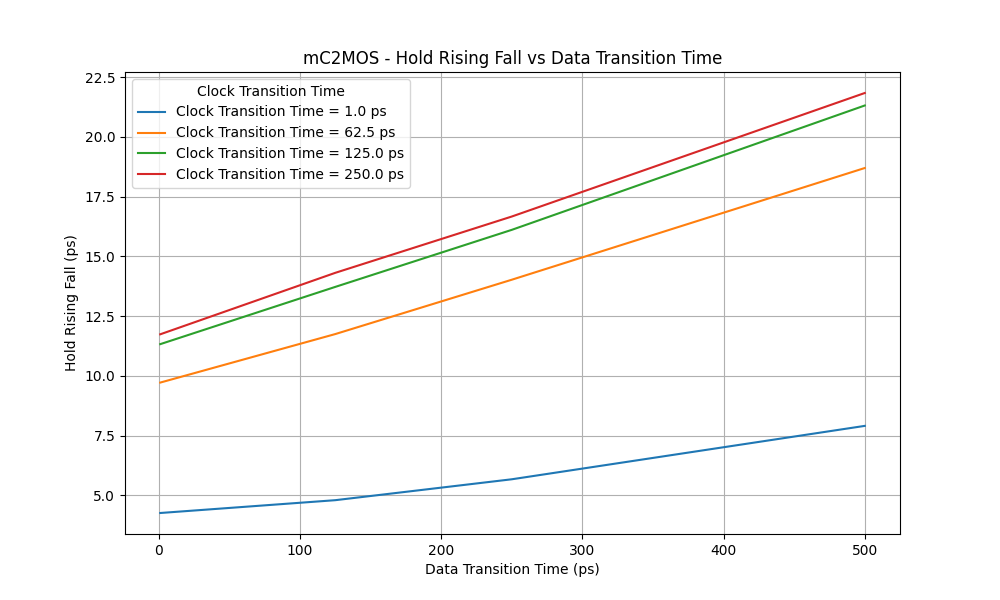 mC2MOS - Hold Rising Fall vs Data Transition Time
Clock Transition Time
Clock Transition Time = 1.0 ps
Clock Transition Time = 62.5 ps
Clock Transition Time = 125.0 ps
Clock Transition Time = 250.0 ps
Hold Rising Fall (ps)
22.5
20.0
17.5
15.0
12.5
10.0
7.5
5.0
0 100 200 300 400 500
Data Transition Time (ps)